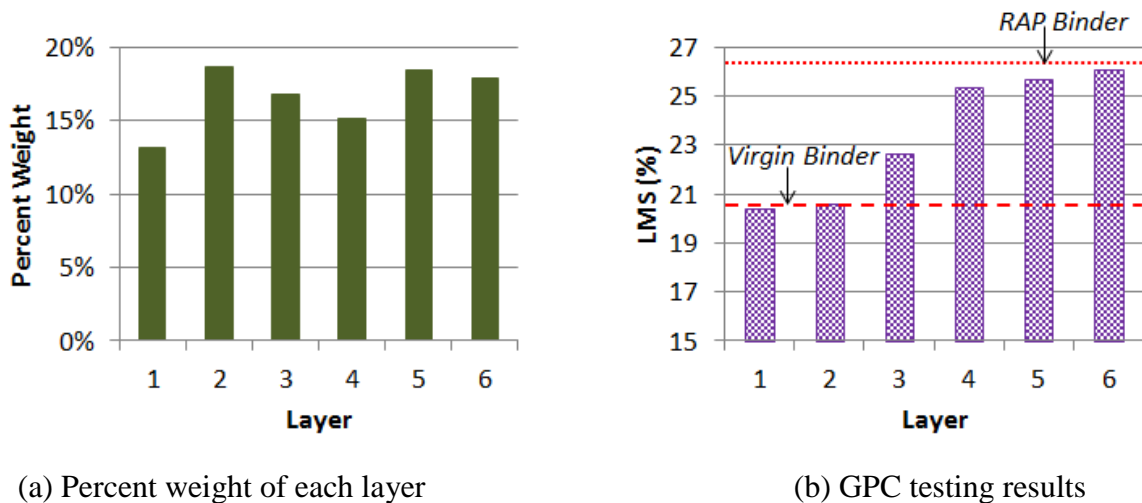 20%
15%
10%
5%
0%
Percent Weight
1 2 3 4 5 6
Layer
(a) Percent weight of each layer
RAP Binder
27
25
23
21
19
17
15
LMS (%)
Virgin Binder
1 2 3 4 5 6
Layer
(b) GPC testing results